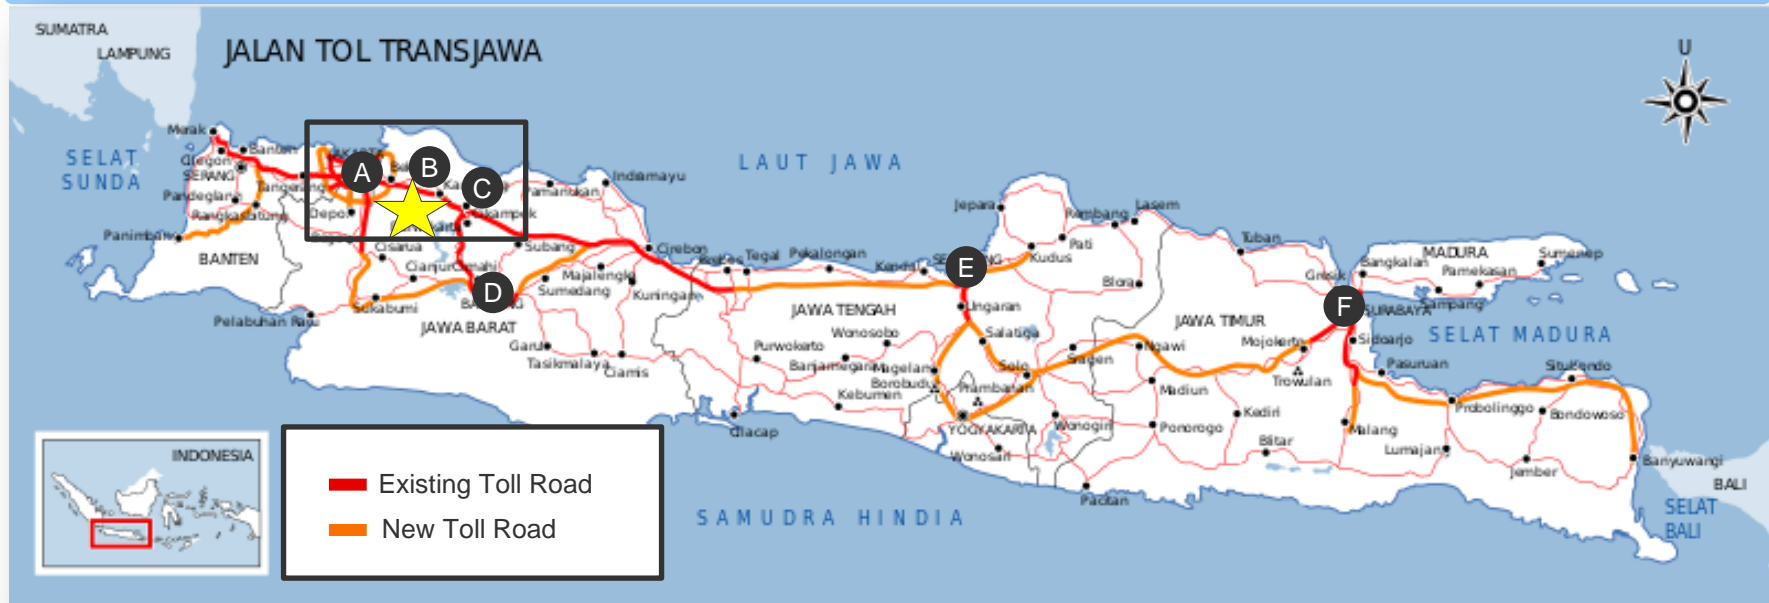 SUMATRA
LAMPUNG
JALAN TOL TRANSJAWA
U
SELAT
SUNDA
LAUT JAWA
Merak
Banten
SERANG
Tangerang
Pandeglang
Rangkasbitung
Panimbang
BANTEN
A
B
C
Depok
Pamanukan
Indramayu
Cisarua
Cianjur
Cimahi
Subang
Cirebon
D
Majalengka
Sumedang
Kuningan
Sukabumi
Pelabuhan Ratu
JAWA BARAT
Garut
Tasikmalaya
Ciamis
Tegal
Pekalongan
Kendal
E
Jepara
Rembang
Lasem
Pati
Kudus
Blora
Ungaran
JAWA TENGAH
Wonosobo
Salatiga
Purwokerto
Banjarnegara
Magelang
Solo
Sragen
Borobudur
Prambanan
Kebumen
YOGYAKARTA
Wonogiri
Wonosari
Cilacap
Pacitan
Tuban
Gresik
Bangkalan
MADURA
Sumenep
Pamekasan
Sampang
F
SURABAYA
JAWA TIMUR
SELAT MADURA
Mojokerto
Sidoarjo
Ngawi
Trowulan
Pasuruan
Situbondo
Madiun
Kediri
Probolinggo
Bondowoso
Ponorogo
Blitar
Malang
Lumajang
Jember
Banyuwangi
BALI
SELAT
BALI
SAMUDRA HINDIA
INDONESIA
Existing Toll Road
New Toll Road